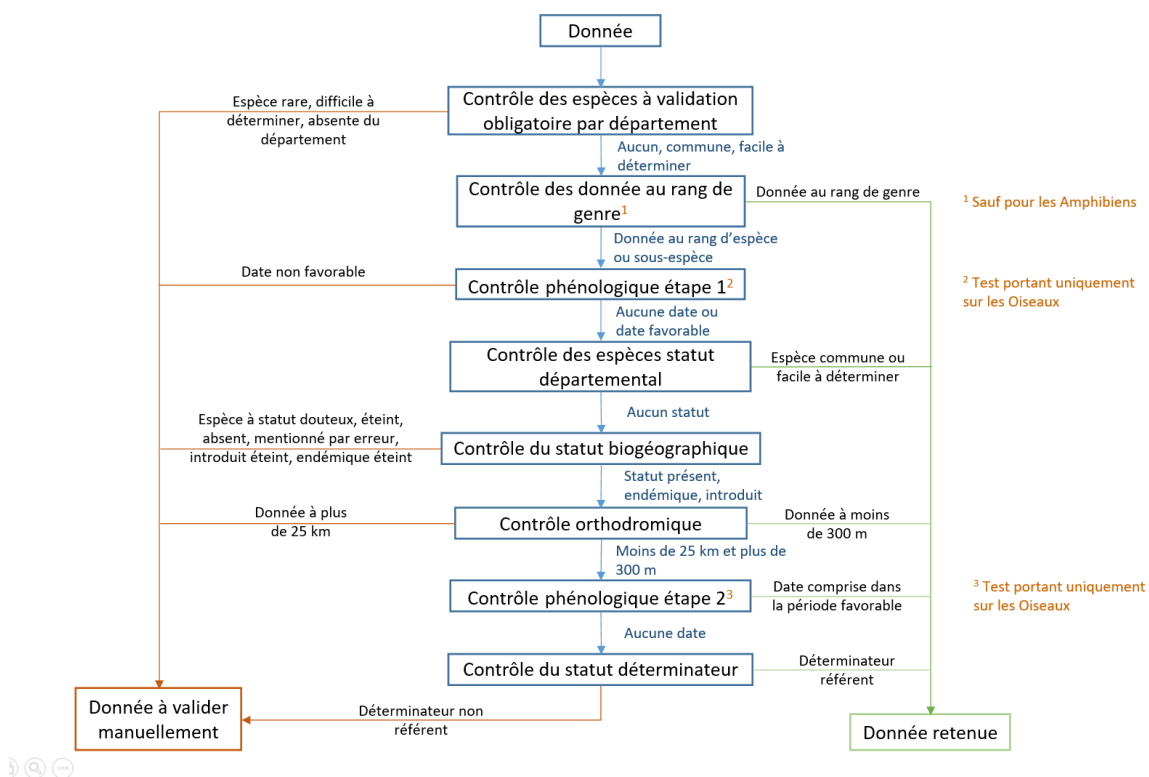 Donnée
Contrôle des espèces à validation
obligatoire par département
Espèce rare, difficile à
déterminer, absente du
département
Aucun, commune, facile à
déterminer
Contrôle des donnée au rang de
genre1
Donnée au rang de genre
1 Sauf pour les Amphibiens
Donnée au rang d'espèce
ou sous-espèce
Date non favorable
Contrôle phénologique étape 12
2 Test portant uniquement
sur les Oiseaux
Aucune date ou
date favorable
Contrôle des espèces statut
départemental
Espèce commune ou
facile à déterminer
Aucun statut
Espèce à statut douteux, éteint,
absent, mentionné par erreur,
introduit éteint, endémique éteint
Contrôle du statut biogéographique
Statut présent,
endémique, introduit
Donnée à plus
de 25 km
Contrôle orthodromique
Donnée à moins
de 300 m
Moins de 25 km et plus de
300 m
Contrôle phénologique étape 23
Date comprise dans
la période favorable
3 Test portant uniquement
sur les Oiseaux
Aucune date
Contrôle du statut déterminateur
Déterminateur
référent
Déterminateur non
référent
Donnée à valider
manuellement
Donnée retenue